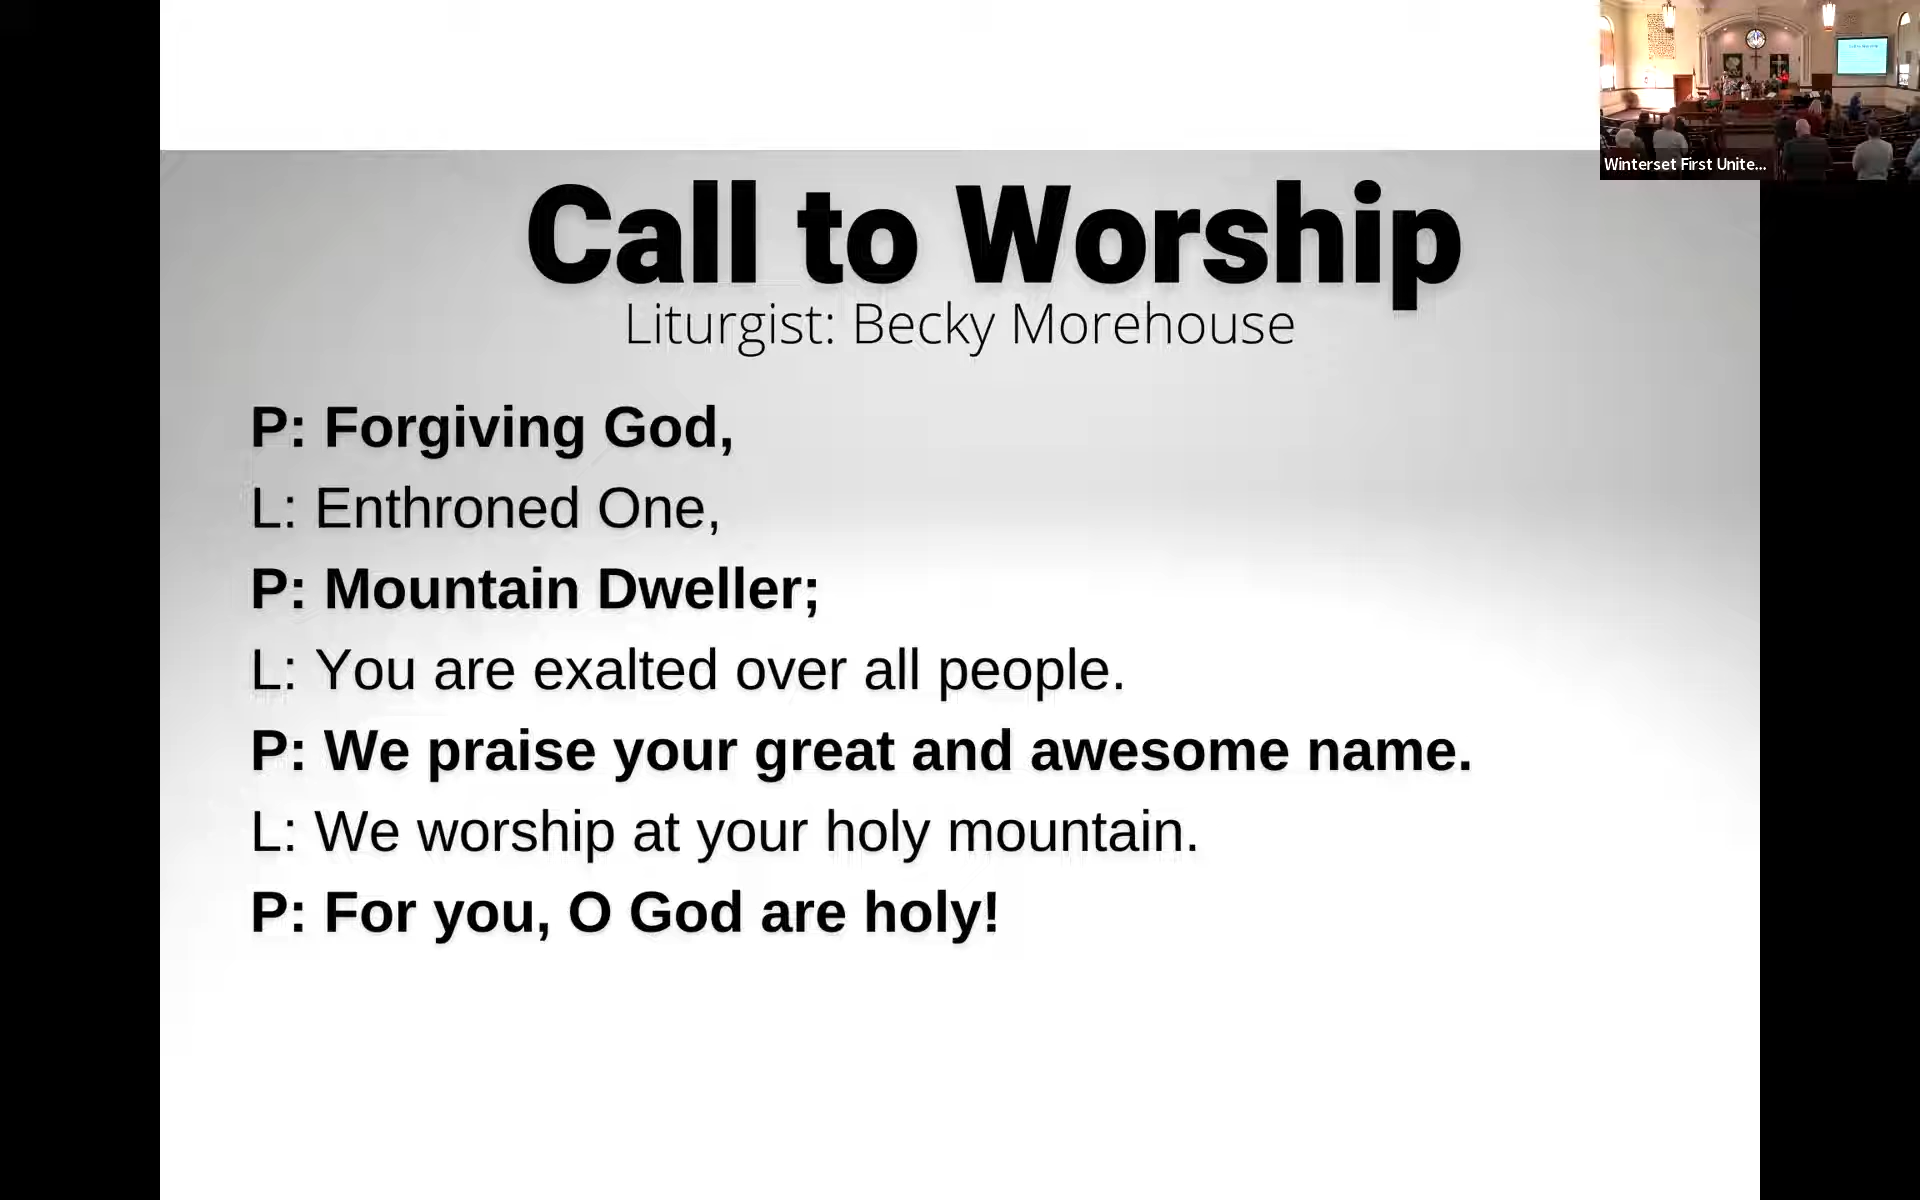 Call to Worship
Liturgist: Becky Morehouse
P: Forgiving God,
L: Enthroned One,
P: Mountain Dweller;
L: You are exalted over all people.
P: We praise your great and awesome name.
L: We worship at your holy mountain.
P: For you, O God are holy!
Winterset First Unite...